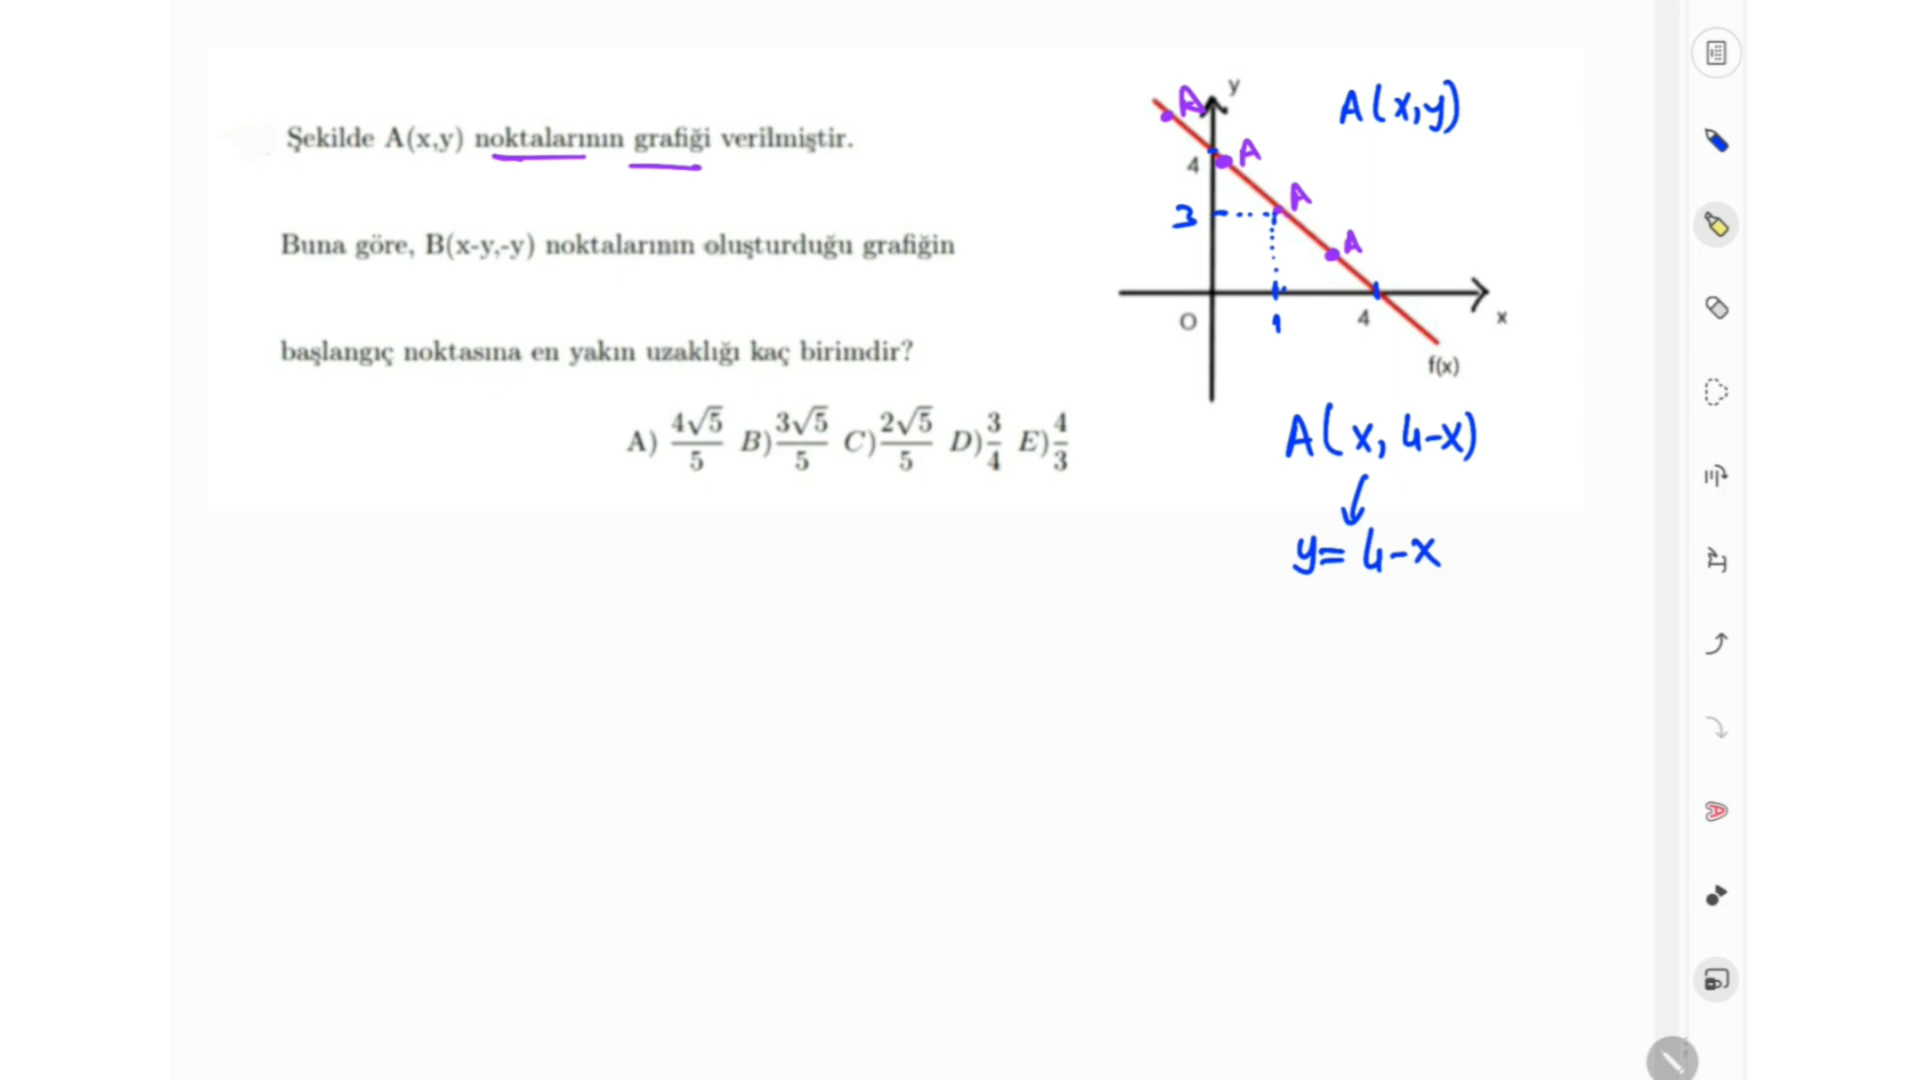 Şekilde A(x,y) noktalarının grafiği verilmiştir.
Buna göre, B(x-y,-y) noktalarının oluşturduğu grafiğin
başlangıç noktasına en yakın uzaklığı kaç birimdir?
A) 4√5/5 B) 3√5/5 C) 2√5/5 D) 3/4 E) 4/3
y
A(x,y)
A
A
4
A
3
A
O
1
4
x
f(x)
A(x, 4-x)
y= 4-x